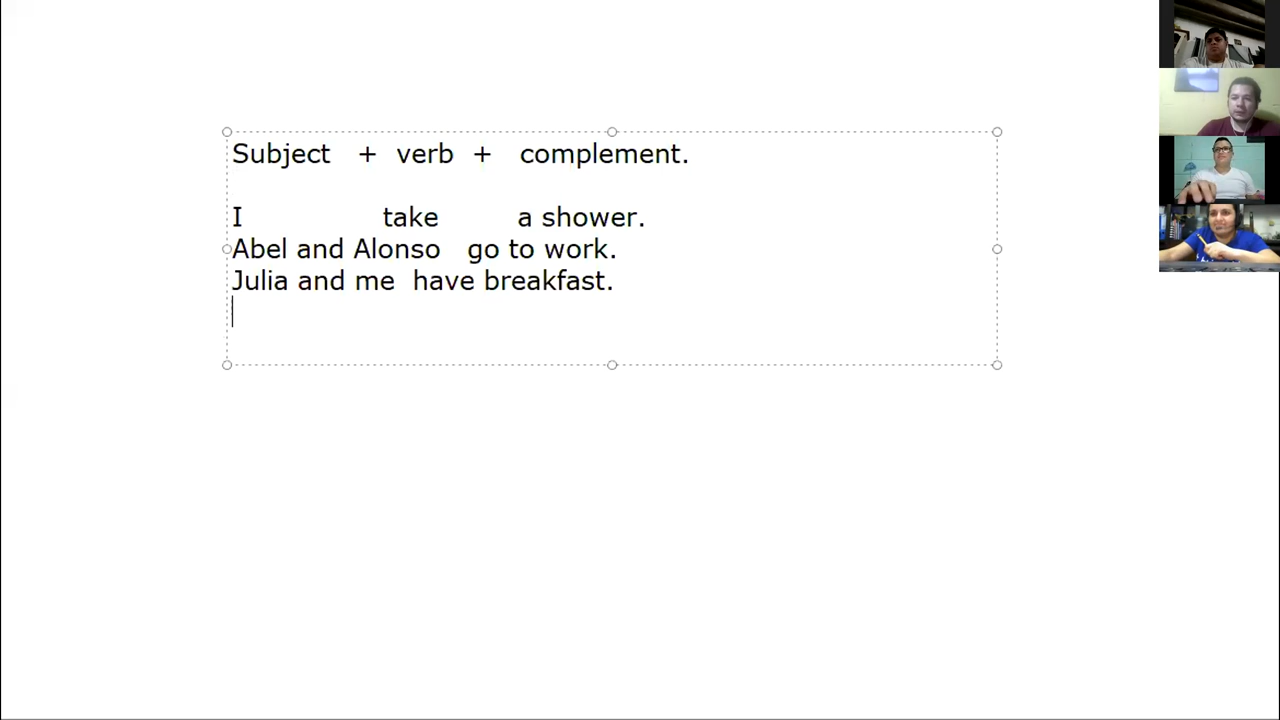 Subject + verb + complement.
I take a shower.
Abel and Alonso go to work.
Julia and me have breakfast.